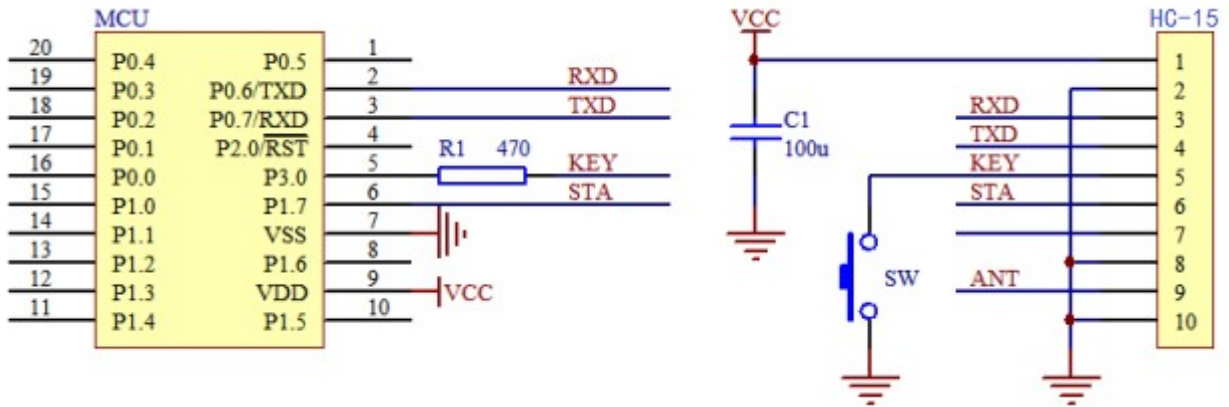 MCU
20 P0.4 P0.5 1
19 P0.3 P0.6/TXD 2 RXD
18 P0.2 P0.7/RXD 3 TXD
17 P0.1 P2.0/RST 4
16 P0.0 P3.0 5 R1 470 KEY
15 P1.0 P1.7 6 STA
14 P1.1 VSS 7
13 P1.2 P1.6 8
12 P1.3 VDD 9 VCC
11 P1.4 P1.5 10
VCC
C1
100u
SW
HC-15
1
2
RXD 3
TXD 4
KEY 5
STA 6
7
8
ANT 9
10